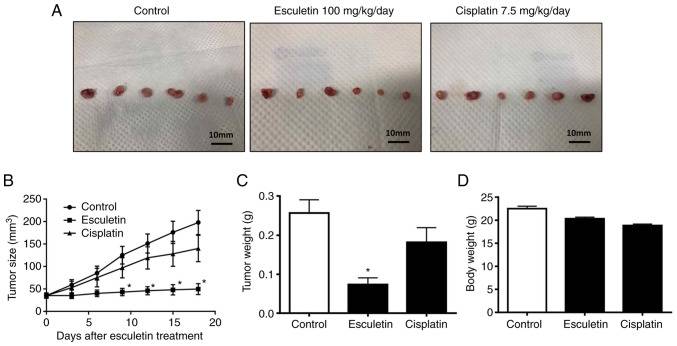 A
Control
Esculetin 100 mg/kg/day
Cisplatin 7.5 mg/kg/day
10mm
10mm
10mm
B
Tumor size (mm³)
250
200
150
100
50
0
Control
Esculetin
Cisplatin
* * * *
0 5 10 15 20
Days after esculetin treatment
C
Tumor weight (g)
0.3
0.2
0.1
0.0
*
Control Esculetin Cisplatin
D
Body weight (g)
25
20
15
10
5
0
Control Esculetin Cisplatin